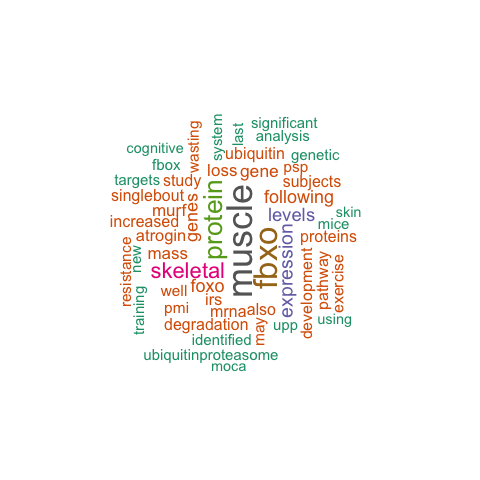 significant
system
last
analysis
wasting
cognitive
ubiquitin
genetic
fbox
loss
gene
psp
targets
study
subjects
singlebout
protein
muscle
following
genes
murf
levels
skin
increased
mice
atrogin
fbxo
expression
proteins
mass
new
skeletal
resistance
development
pathway
exercise
foxo
well
irs
training
pmi
mrna
also
using
degradation
may
upp
identified
ubiquitinproteasome
moca